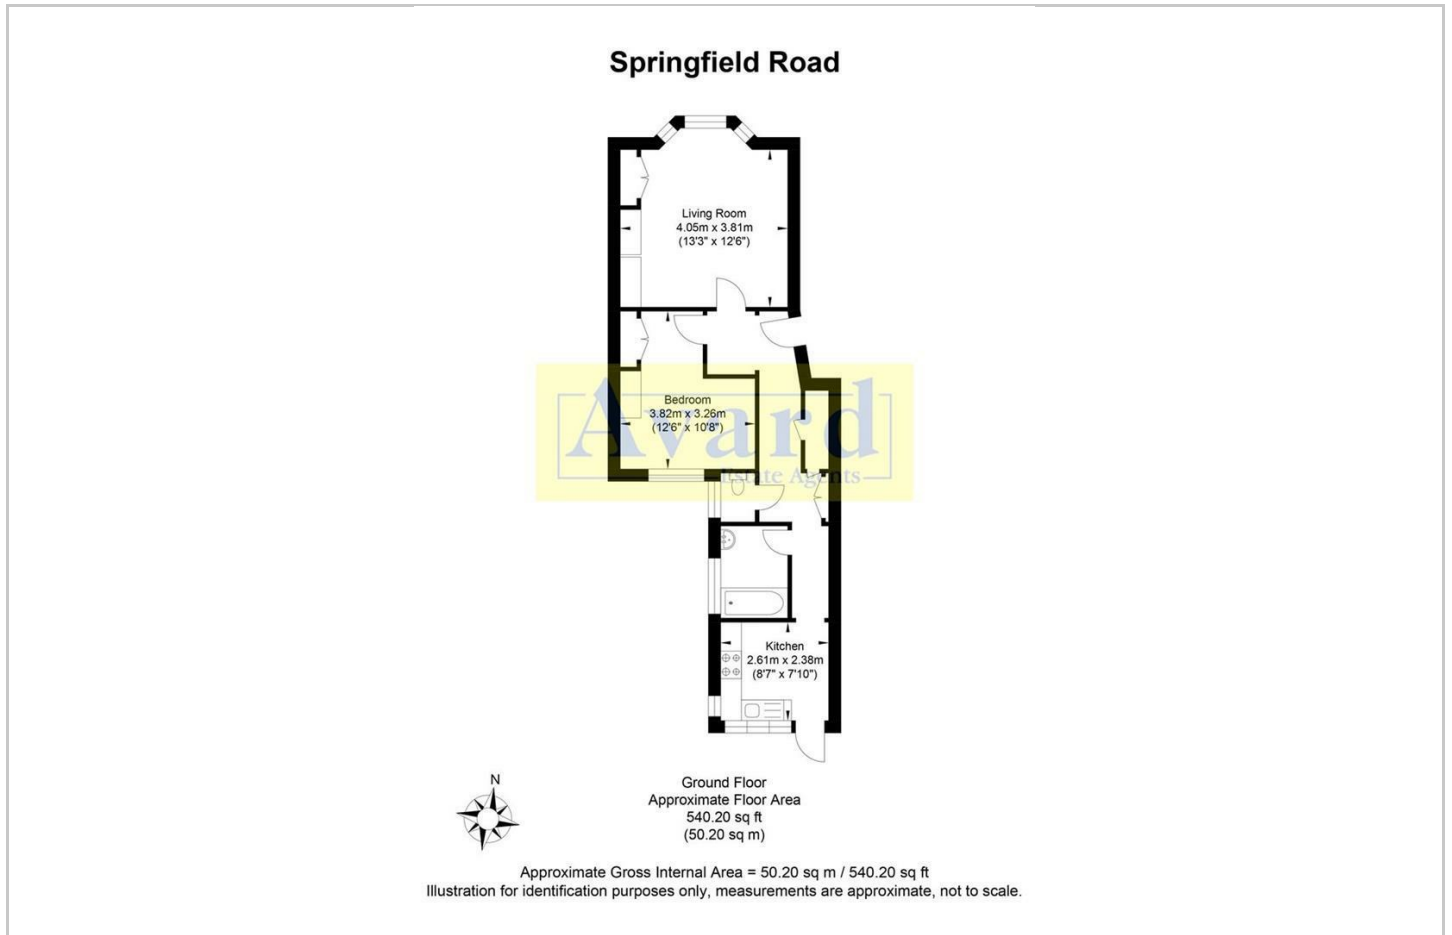 Springfield Road
Living Room
4.05m x 3.81m
(13'3" x 12'6")
Bedroom
3.82m x 3.26m
(12'6" x 10'8")
Avard
Estate Agents
Kitchen
2.61m x 2.38m
(8'7" x 7'10")
N
Ground Floor
Approximate Floor Area
540.20 sq ft
(50.20 sq m)
Approximate Gross Internal Area = 50.20 sq m / 540.20 sq ft
Illustration for identification purposes only, measurements are approximate, not to scale.